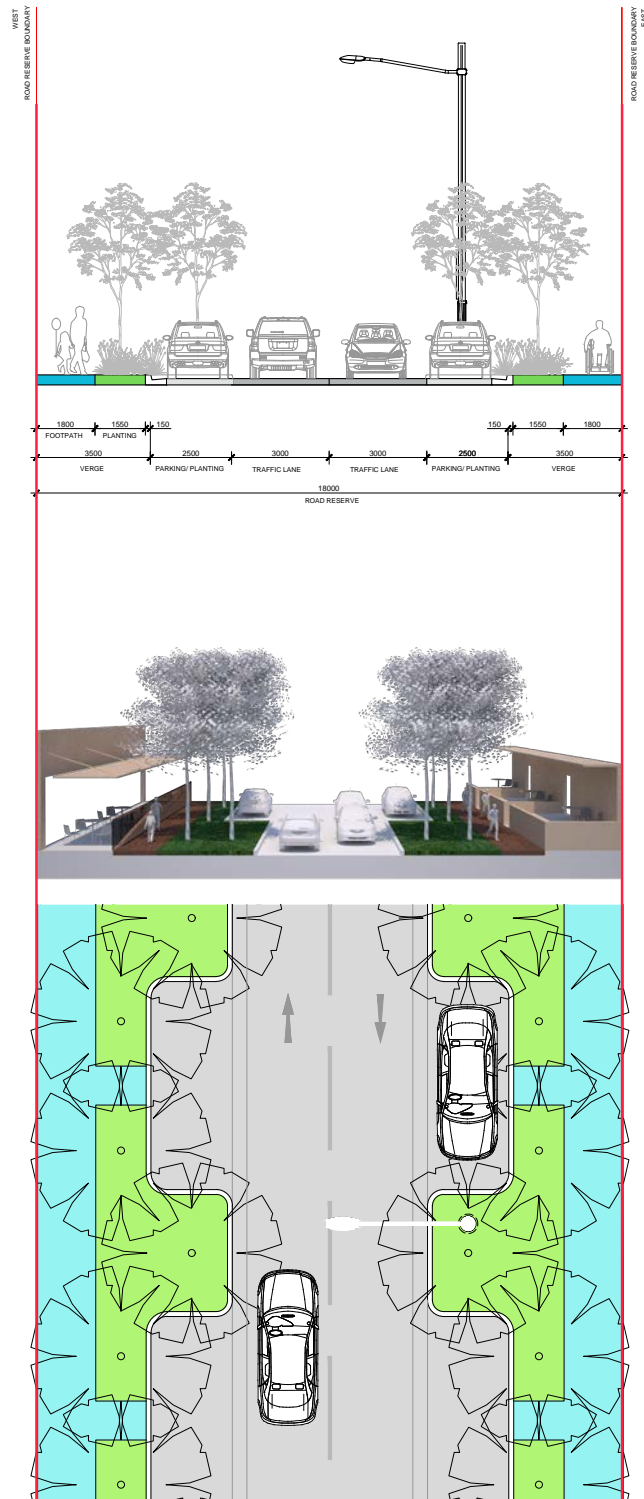 WEST
ROAD RESERVE BOUNDARY
ROAD RESERVE BOUNDARY
EAST
1800 1550 150 150 1550 1800
FOOTPATH PLANTING
3500 2500 3000 3000 2500 3500
VERGE PARKING/ PLANTING TRAFFIC LANE TRAFFIC LANE PARKING/ PLANTING VERGE
18000
ROAD RESERVE